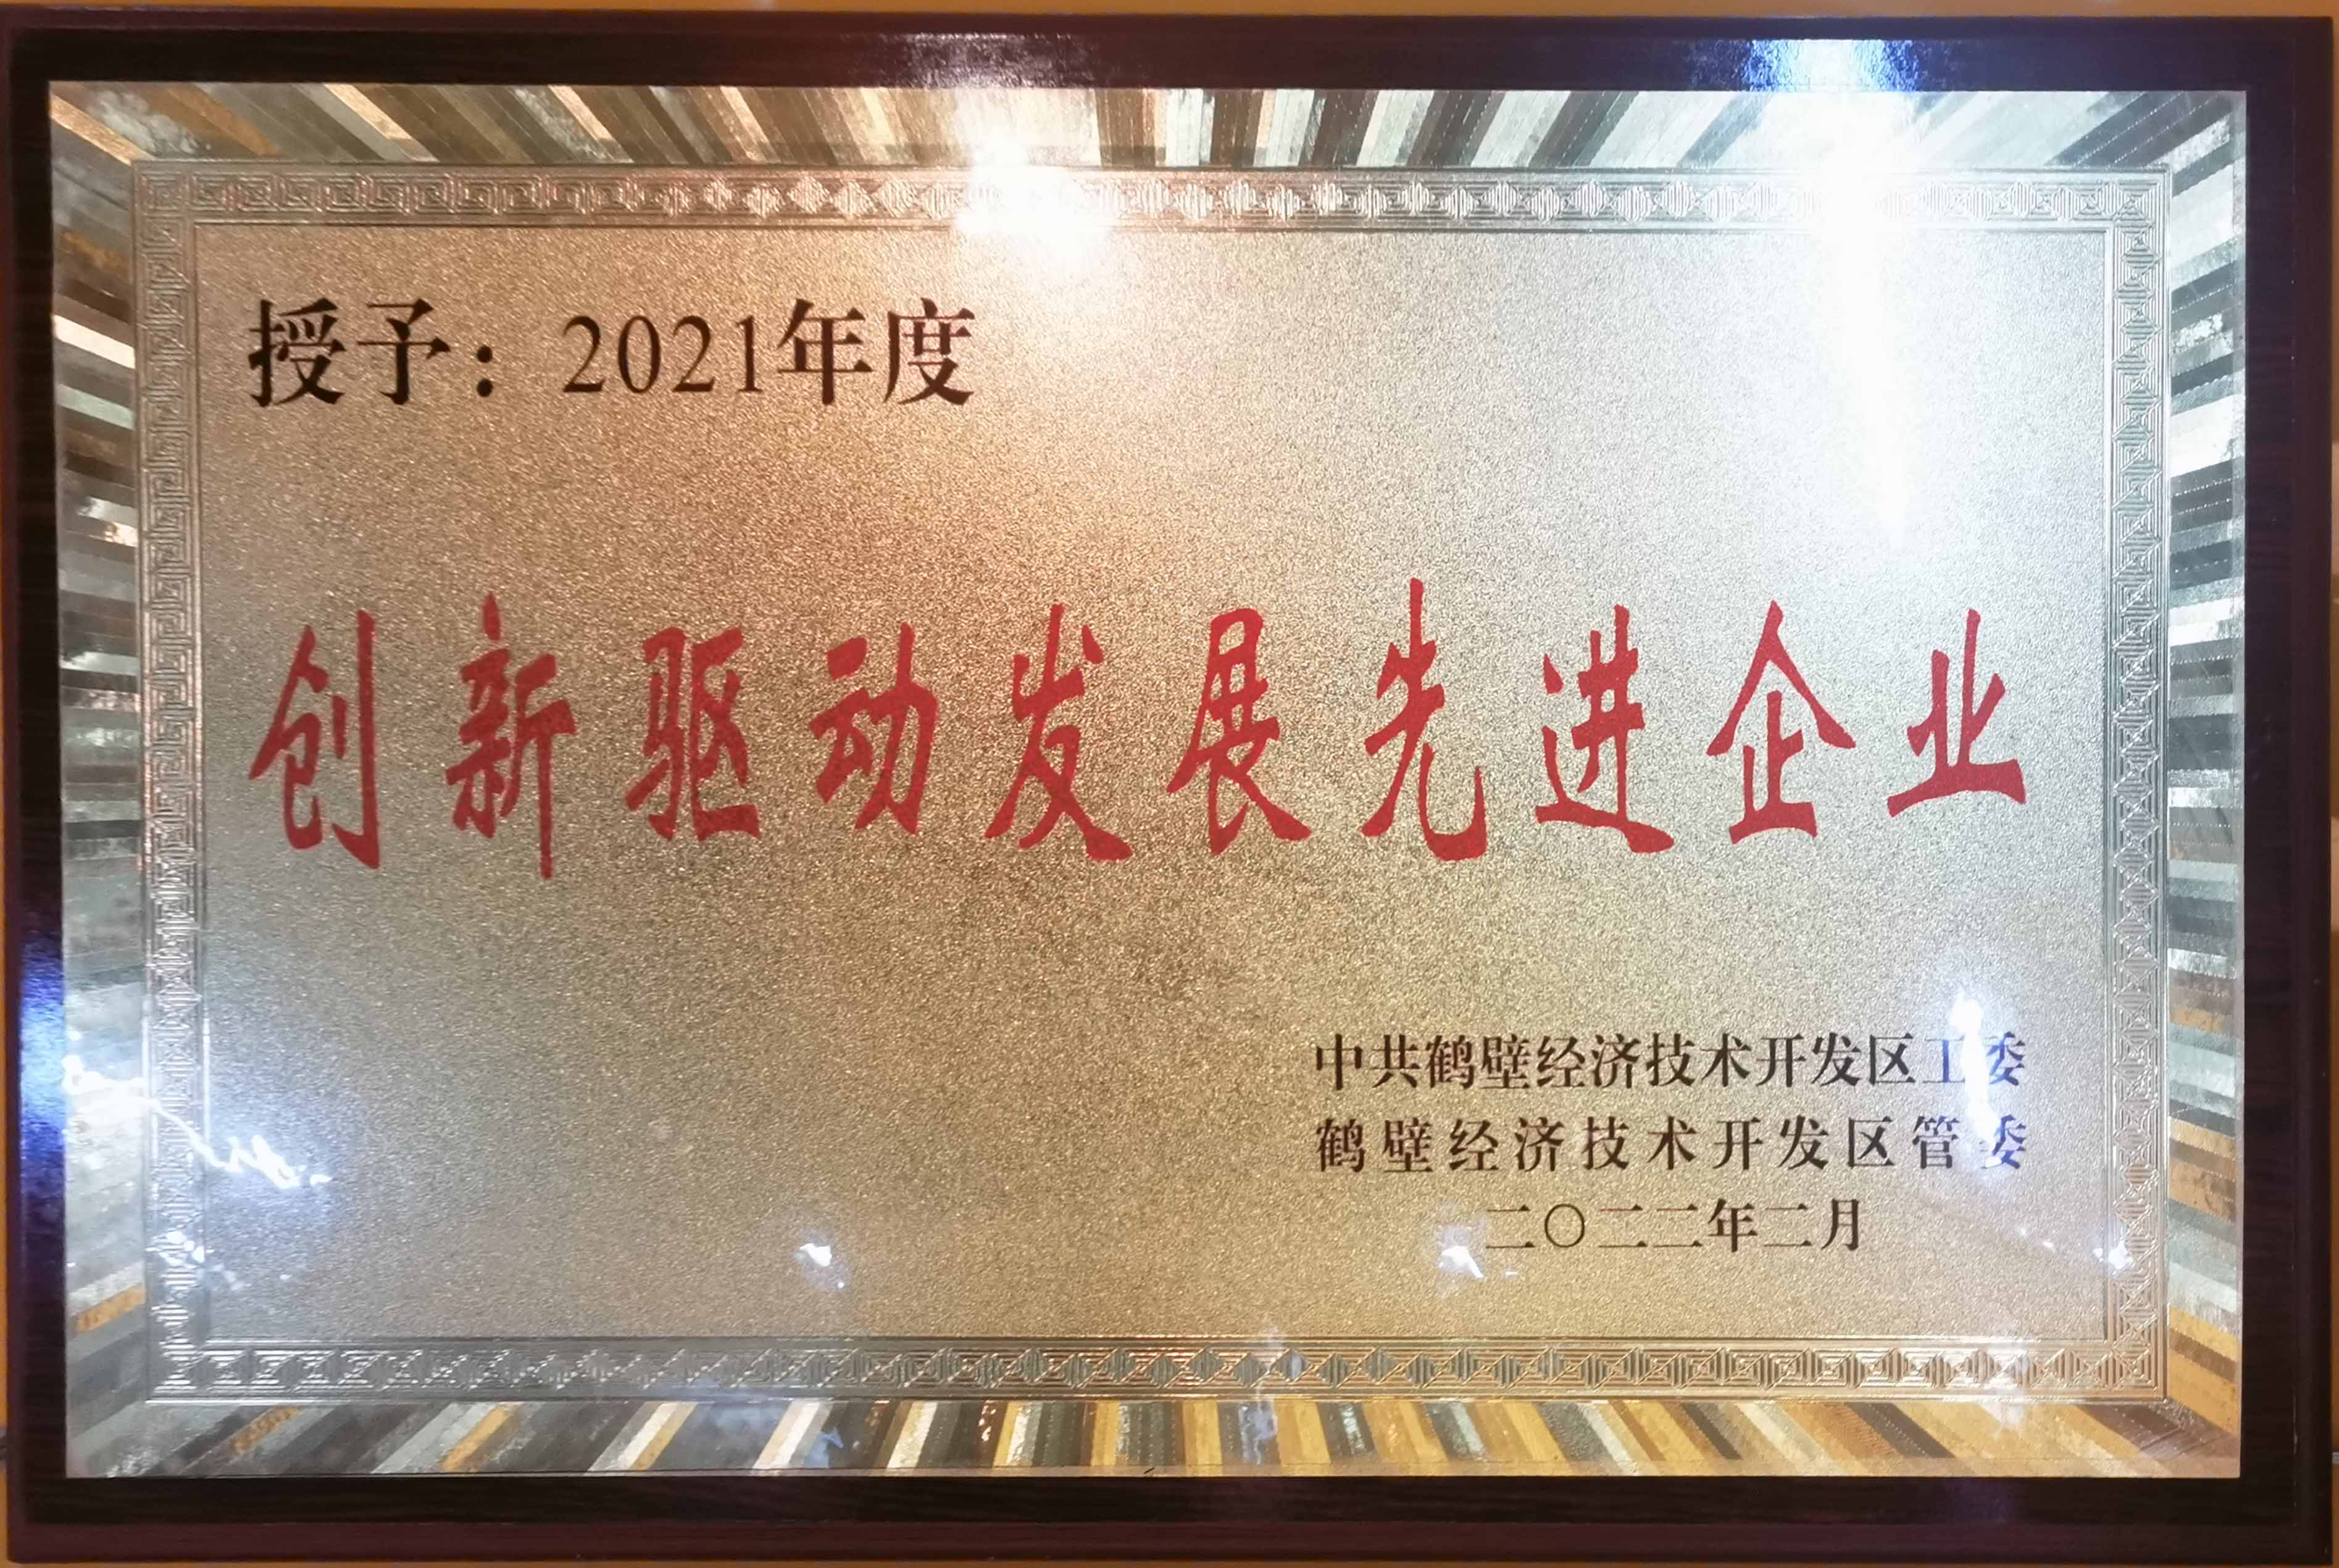 授予：2021年度
创新驱动发展先进企业
中共鹤壁经济技术开发区工委
鹤壁经济技术开发区管委
二〇二二年二月